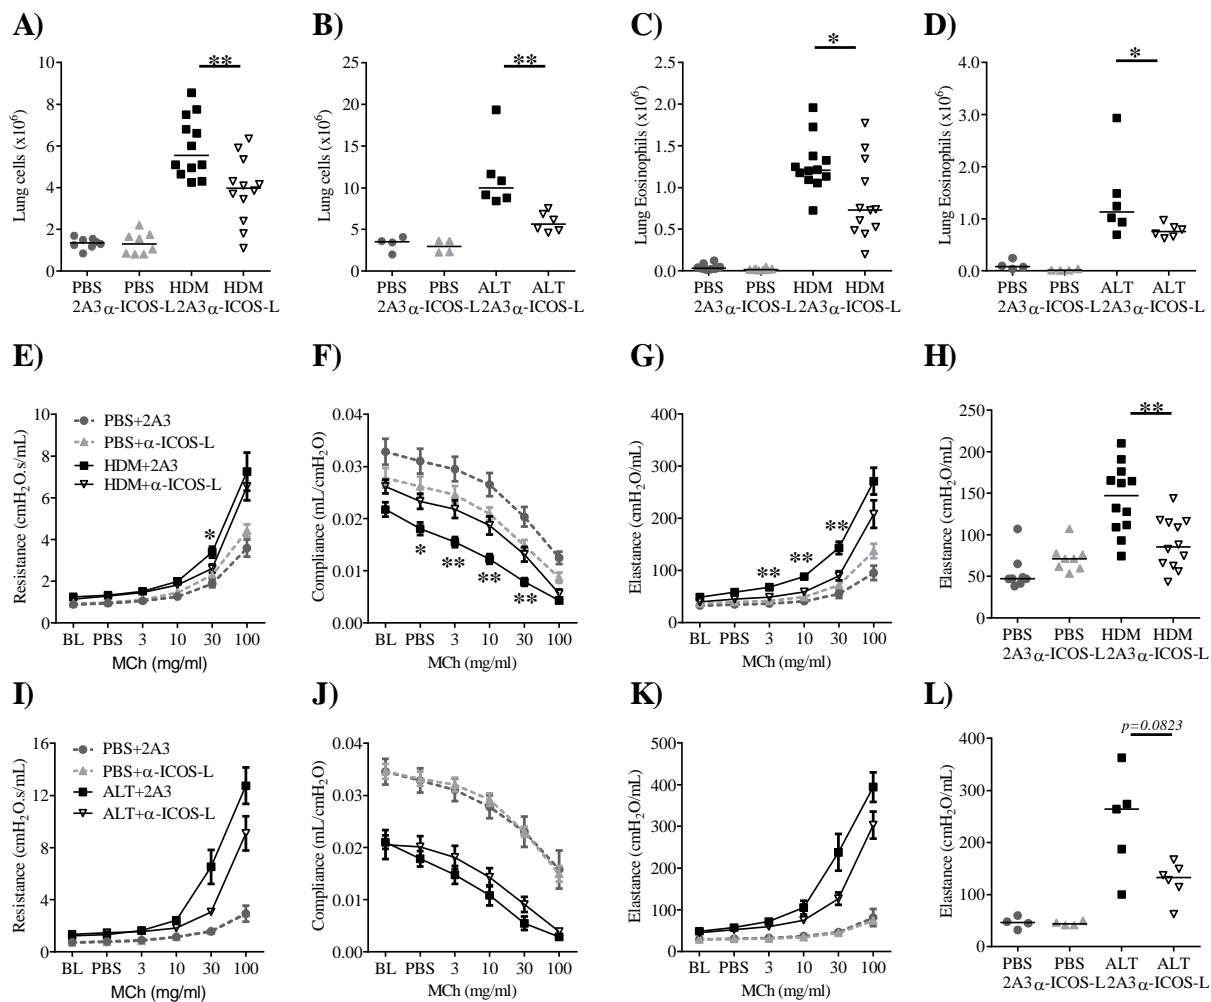 A)
B)
C)
D)
**
**
*
*
Lung cells (x10⁶)
10
8
6
4
2
0
PBS PBS HDM HDM
2A3 α-ICOS-L 2A3 α-ICOS-L
Lung cells (x10⁶)
25
20
15
10
5
0
PBS PBS ALT ALT
2A3 α-ICOS-L 2A3 α-ICOS-L
Lung Eosinophils (x10⁶)
2.5
2.0
1.5
1.0
0.5
0.0
PBS PBS HDM HDM
2A3 α-ICOS-L 2A3 α-ICOS-L
Lung Eosinophils (x10⁶)
4.0
3.0
2.0
1.0
0.0
PBS PBS ALT ALT
2A3 α-ICOS-L 2A3 α-ICOS-L
E)
F)
G)
H)
Resistance (cmH₂O.s/mL)
10
8
6
4
2
0
PBS+2A3
PBS+α-ICOS-L
HDM+2A3
HDM+α-ICOS-L
*
BL PBS 3 10 30 100
MCh (mg/ml)
Compliance (mL/cmH₂O)
0.04
0.03
0.02
0.01
0.00
*
**
**
**
BL PBS 3 10 30 100
MCh (mg/ml)
Elastance (cmH₂O/mL)
400
300
200
100
0
**
**
**
BL PBS 3 10 30 100
MCh (mg/ml)
Elastance (cmH₂O/mL)
250
200
150
100
50
0
**
PBS PBS HDM HDM
2A3 α-ICOS-L 2A3 α-ICOS-L
I)
J)
K)
L)
Resistance (cmH₂O.s/mL)
16
12
8
4
0
PBS+2A3
PBS+α-ICOS-L
ALT+2A3
ALT+α-ICOS-L
BL PBS 3 10 30 100
MCh (mg/ml)
Compliance (mL/cmH₂O)
0.04
0.03
0.02
0.01
0.00
BL PBS 3 10 30 100
MCh (mg/ml)
Elastance (cmH₂O/mL)
500
400
300
200
100
0
BL PBS 3 10 30 100
MCh (mg/ml)
Elastance (cmH₂O/mL)
400
300
200
100
0
p=0.0823
PBS PBS ALT ALT
2A3 α-ICOS-L 2A3 α-ICOS-L